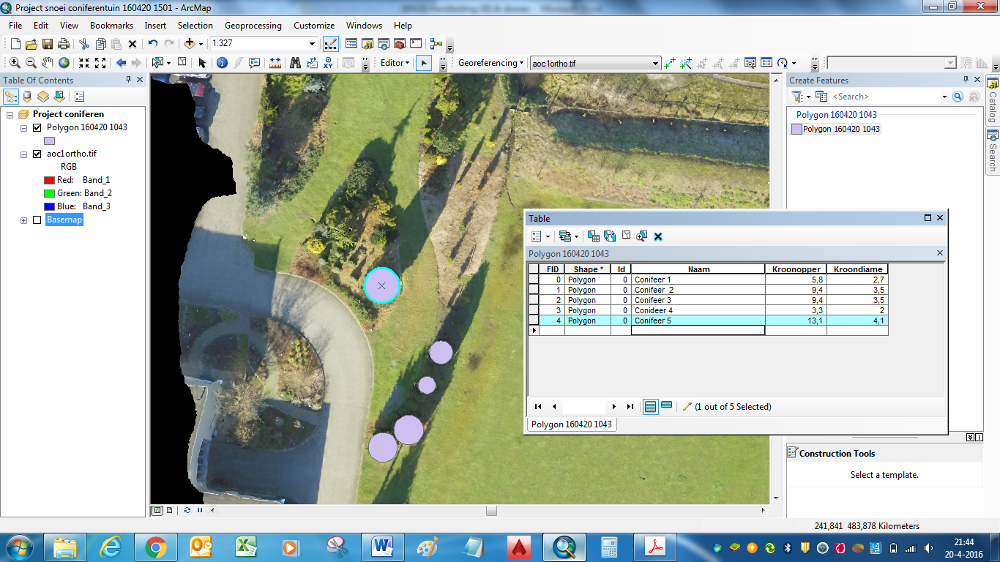 Project snoei coniferentuin 160420 1501 - ArcMap
File Edit View Bookmarks Insert Selection Geoprocessing Customize Windows Help
1:327
Editor Georeferencing aoc1ortho.tif
Table Of Contents
Project coniferen
Polygon 160420 1043
aoc1ortho.tif
RGB
Red: Band_1
Green: Band_2
Blue: Band_3
Basemap
Create Features
<Search>
Polygon 160420 1043
Polygon 160420 1043
Catalog
Search
Table
Polygon 160420 1043
FID Shape * Id Naam Kroonopper Kroondiame
0 Polygon 0 Conifeer 1 5,8 2,7
1 Polygon 0 Conifeer 2 9,4 3,5
2 Polygon 0 Conifeer 3 9,4 3,5
3 Polygon 0 Conideer 4 3,3 2
4 Polygon 0 Conifeer 5 13,1 4,1
(1 out of 5 Selected)
Polygon 160420 1043
Construction Tools
Select a template.
241,841 483,878 Kilometers
21:44
20-4-2016